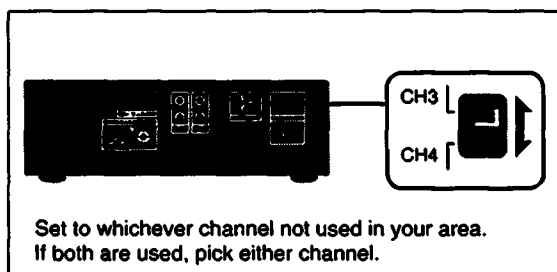 CH3
CH4
Set to whichever channel not used in your area.
If both are used, pick either channel.